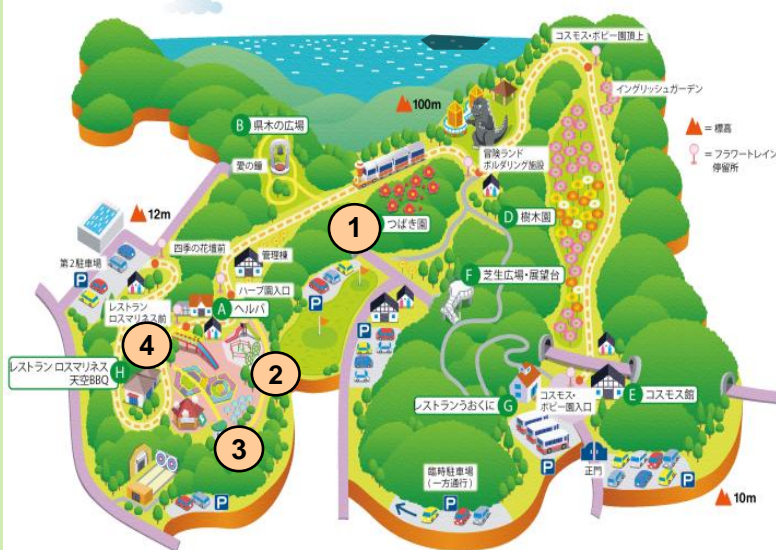 コスモス・ポピー園頂上
イングリッシュガーデン
100m
= 標高
= フラワートレイン
停留所
B 県木の広場
愛の鐘
冒険ランド
ボルダリング施設
1
つばき園
D 樹木園
12m
四季の花壇前
管理棟
第2駐車場
P
ハーブ園入口
F 芝生広場・展望台
P
A ヘルバ
レストラン
ロスマリネス前
4
レストラン ロスマリネス
天空BBQ
H
2
P
3
レストランうおくに
G
コスモス・
ポピー園入口
E コスモス館
P
臨時駐車場
(一方通行)
P
正門
P
P
10m